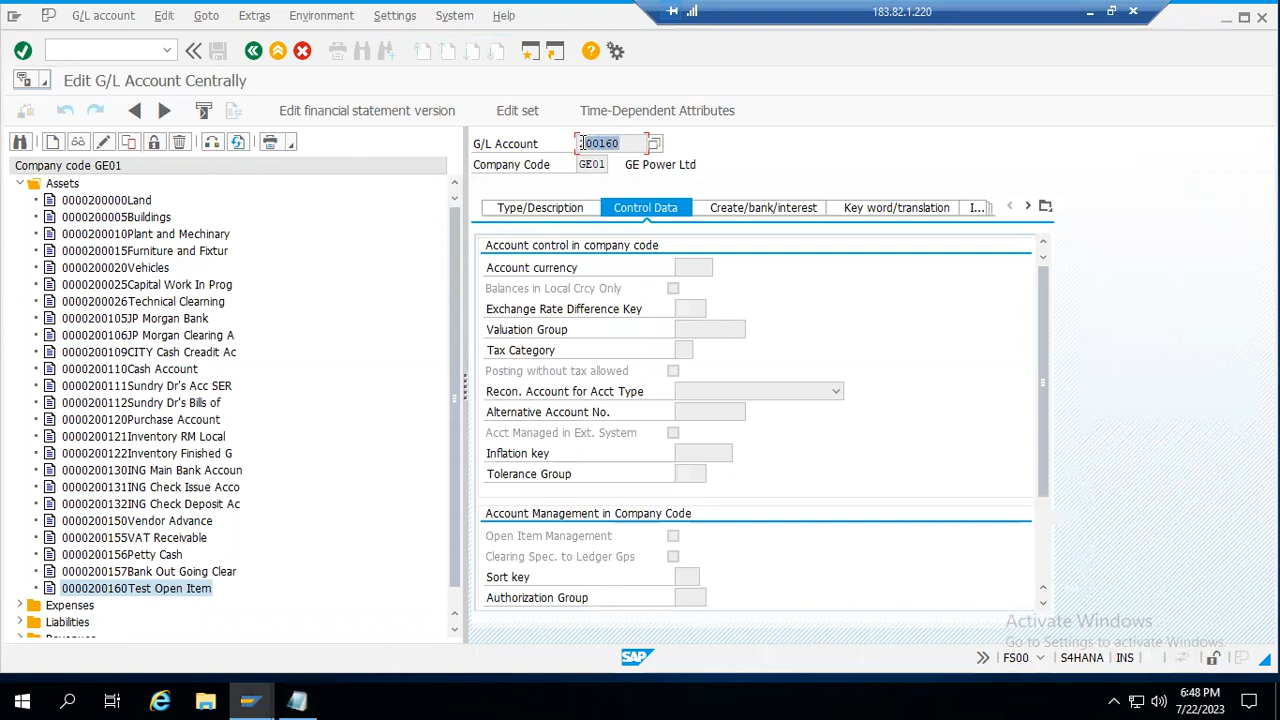 G/L account Edit Goto Extras Environment Settings System Help
183.82.1.220
Edit G/L Account Centrally
Edit financial statement version Edit set Time-Dependent Attributes
Company code GE01
Assets
0000200000Land
0000200005Buildings
0000200010Plant and Mechinary
0000200015Furniture and Fixtur
0000200020Vehicles
0000200025Capital Work In Prog
0000200026Technical Clearning
0000200105JP Morgan Bank
0000200106JP Morgan Clearing A
0000200109CITY Cash Creadit Ac
0000200110Cash Account
0000200111Sundry Dr's Acc SER
0000200112Sundry Dr's Bills of
0000200120Purchase Account
0000200121Inventory RM Local
0000200122Inventory Finished G
0000200130ING Main Bank Accoun
0000200131ING Check Issue Acco
0000200132ING Check Deposit Ac
0000200150Vendor Advance
0000200155VAT Receivable
0000200156Petty Cash
0000200157Bank Out Going Clear
0000200160Test Open Item
Expenses
Liabilities
G/L Account 00160
Company Code GE01 GE Power Ltd
Type/Description Control Data Create/bank/interest Key word/translation I...
Account control in company code
Account currency
Balances in Local Crcy Only
Exchange Rate Difference Key
Valuation Group
Tax Category
Posting without tax allowed
Recon. Account for Acct Type
Alternative Account No.
Acct Managed in Ext. System
Inflation key
Tolerance Group
Account Management in Company Code
Open Item Management
Clearing Spec. to Ledger Gps
Sort key
Authorization Group
Activate Windows
Go to Settings to activate Windows.
SAP
FS00 S4HANA INS
6:48 PM
7/22/2023